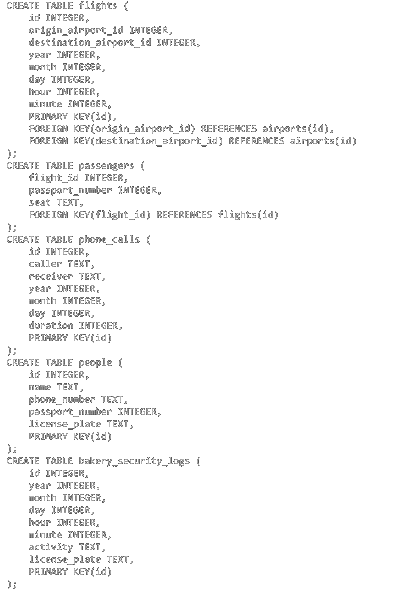 CREATE TABLE flights (
    id INTEGER,
    origin_airport_id INTEGER,
    destination_airport_id INTEGER,
    year INTEGER,
    month INTEGER,
    day INTEGER,
    hour INTEGER,
    minute INTEGER,
    PRIMARY KEY(id),
    FOREIGN KEY(origin_airport_id) REFERENCES airports(id),
    FOREIGN KEY(destination_airport_id) REFERENCES airports(id)
);
CREATE TABLE passengers (
    flight_id INTEGER,
    passport_number INTEGER,
    seat TEXT,
    FOREIGN KEY(flight_id) REFERENCES flights(id)
);
CREATE TABLE phone_calls (
    id INTEGER,
    caller TEXT,
    receiver TEXT,
    year INTEGER,
    month INTEGER,
    day INTEGER,
    duration INTEGER,
    PRIMARY KEY(id)
);
CREATE TABLE people (
    id INTEGER,
    name TEXT,
    phone_number TEXT,
    passport_number INTEGER,
    license_plate TEXT,
    PRIMARY KEY(id)
);
CREATE TABLE bakery_security_logs (
    id INTEGER,
    year INTEGER,
    month INTEGER,
    day INTEGER,
    hour INTEGER,
    minute INTEGER,
    activity TEXT,
    license_plate TEXT,
    PRIMARY KEY(id)
);